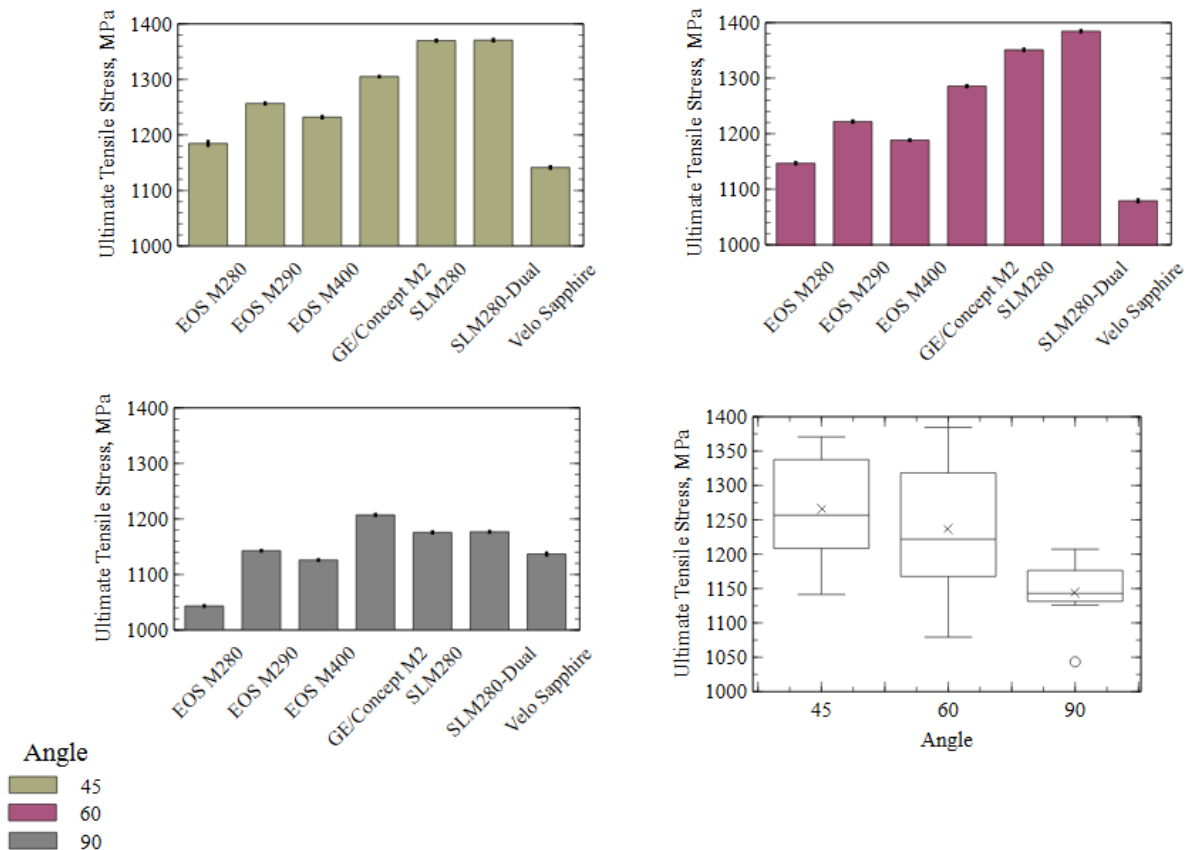 Ultimate Tensile Stress, MPa
1400
1300
1200
1100
1000
EOS M280
EOS M290
EOS M400
GE/Concept M2
SLM280
SLM280-Dual
Velo Sapphire
Ultimate Tensile Stress, MPa
1400
1300
1200
1100
1000
EOS M280
EOS M290
EOS M400
GE/Concept M2
SLM280
SLM280-Dual
Velo Sapphire
Ultimate Tensile Stress, MPa
1400
1300
1200
1100
1000
EOS M280
EOS M290
EOS M400
GE/Concept M2
SLM280
SLM280-Dual
Velo Sapphire
Ultimate Tensile Stress, MPa
1400
1350
1300
1250
1200
1150
1100
1050
1000
45
60
90
Angle
Angle
45
60
90